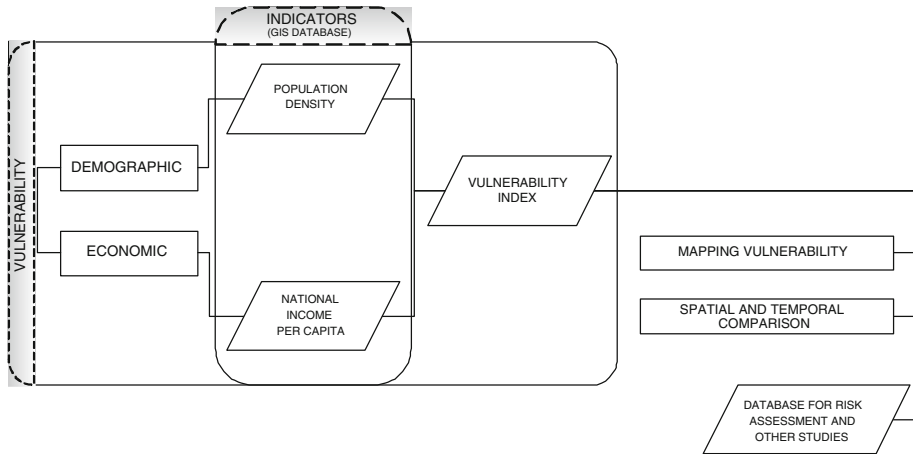 INDICATORS
(GIS DATABASE)
VULNERABILITY
POPULATION
DENSITY
DEMOGRAPHIC
ECONOMIC
NATIONAL
INCOME
PER CAPITA
VULNERABILITY
INDEX
MAPPING VULNERABILITY
SPATIAL AND TEMPORAL
COMPARISON
DATABASE FOR RISK
ASSESSMENT AND
OTHER STUDIES